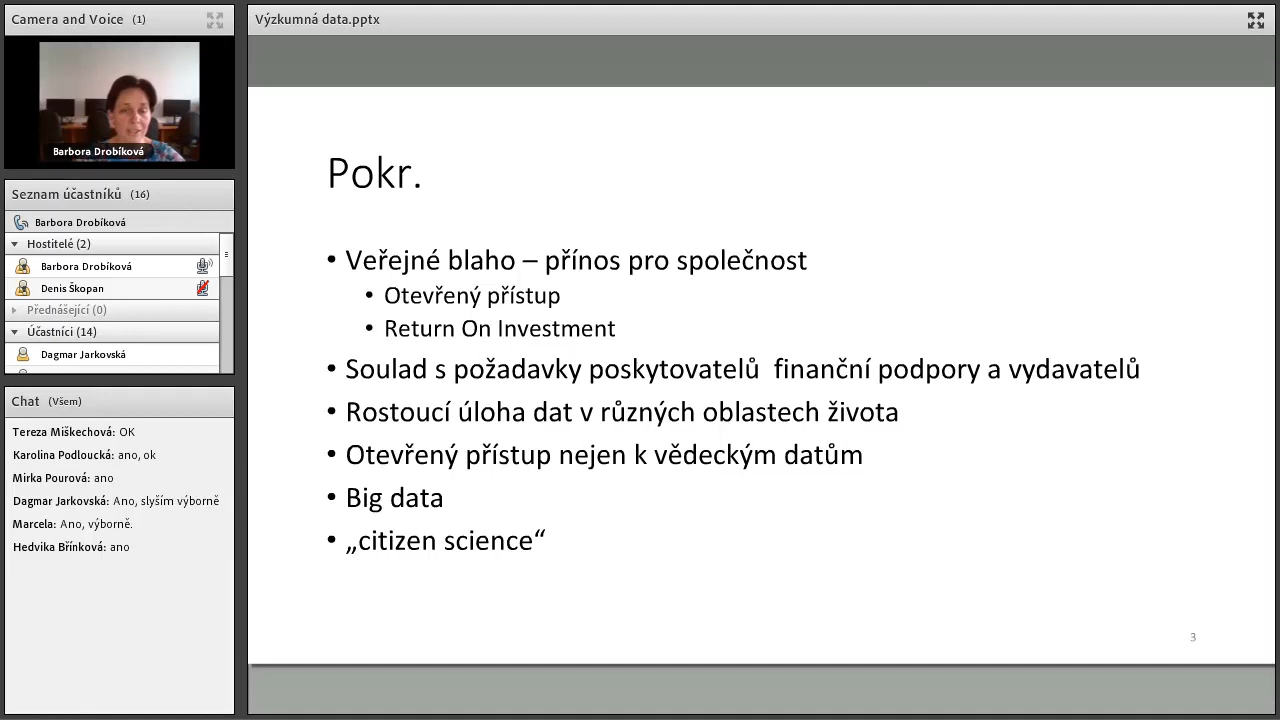 Camera and Voice (1)
Barbora Drobíková
Seznam účastníků (16)
Barbora Drobíková
Hostitelé (2)
Barbora Drobíková
Denis Škopan
Přednášející (0)
Účastníci (14)
Dagmar Jarkovská
Chat (Všem)
Tereza Miškechová: OK
Karolina Podloucká: ano, ok
Mirka Pourová: ano
Dagmar Jarkovská: Ano, slyším výborně
Marcela: Ano, výborně.
Hedvika Břínková: ano
Výzkumná data.pptx
Pokr.
• Veřejné blaho – přínos pro společnost
• Otevřený přístup
• Return On Investment
• Soulad s požadavky poskytovatelů  finanční podpory a vydavatelů
• Rostoucí úloha dat v různých oblastech života
• Otevřený přístup nejen k vědeckým datům
• Big data
• „citizen science“
3